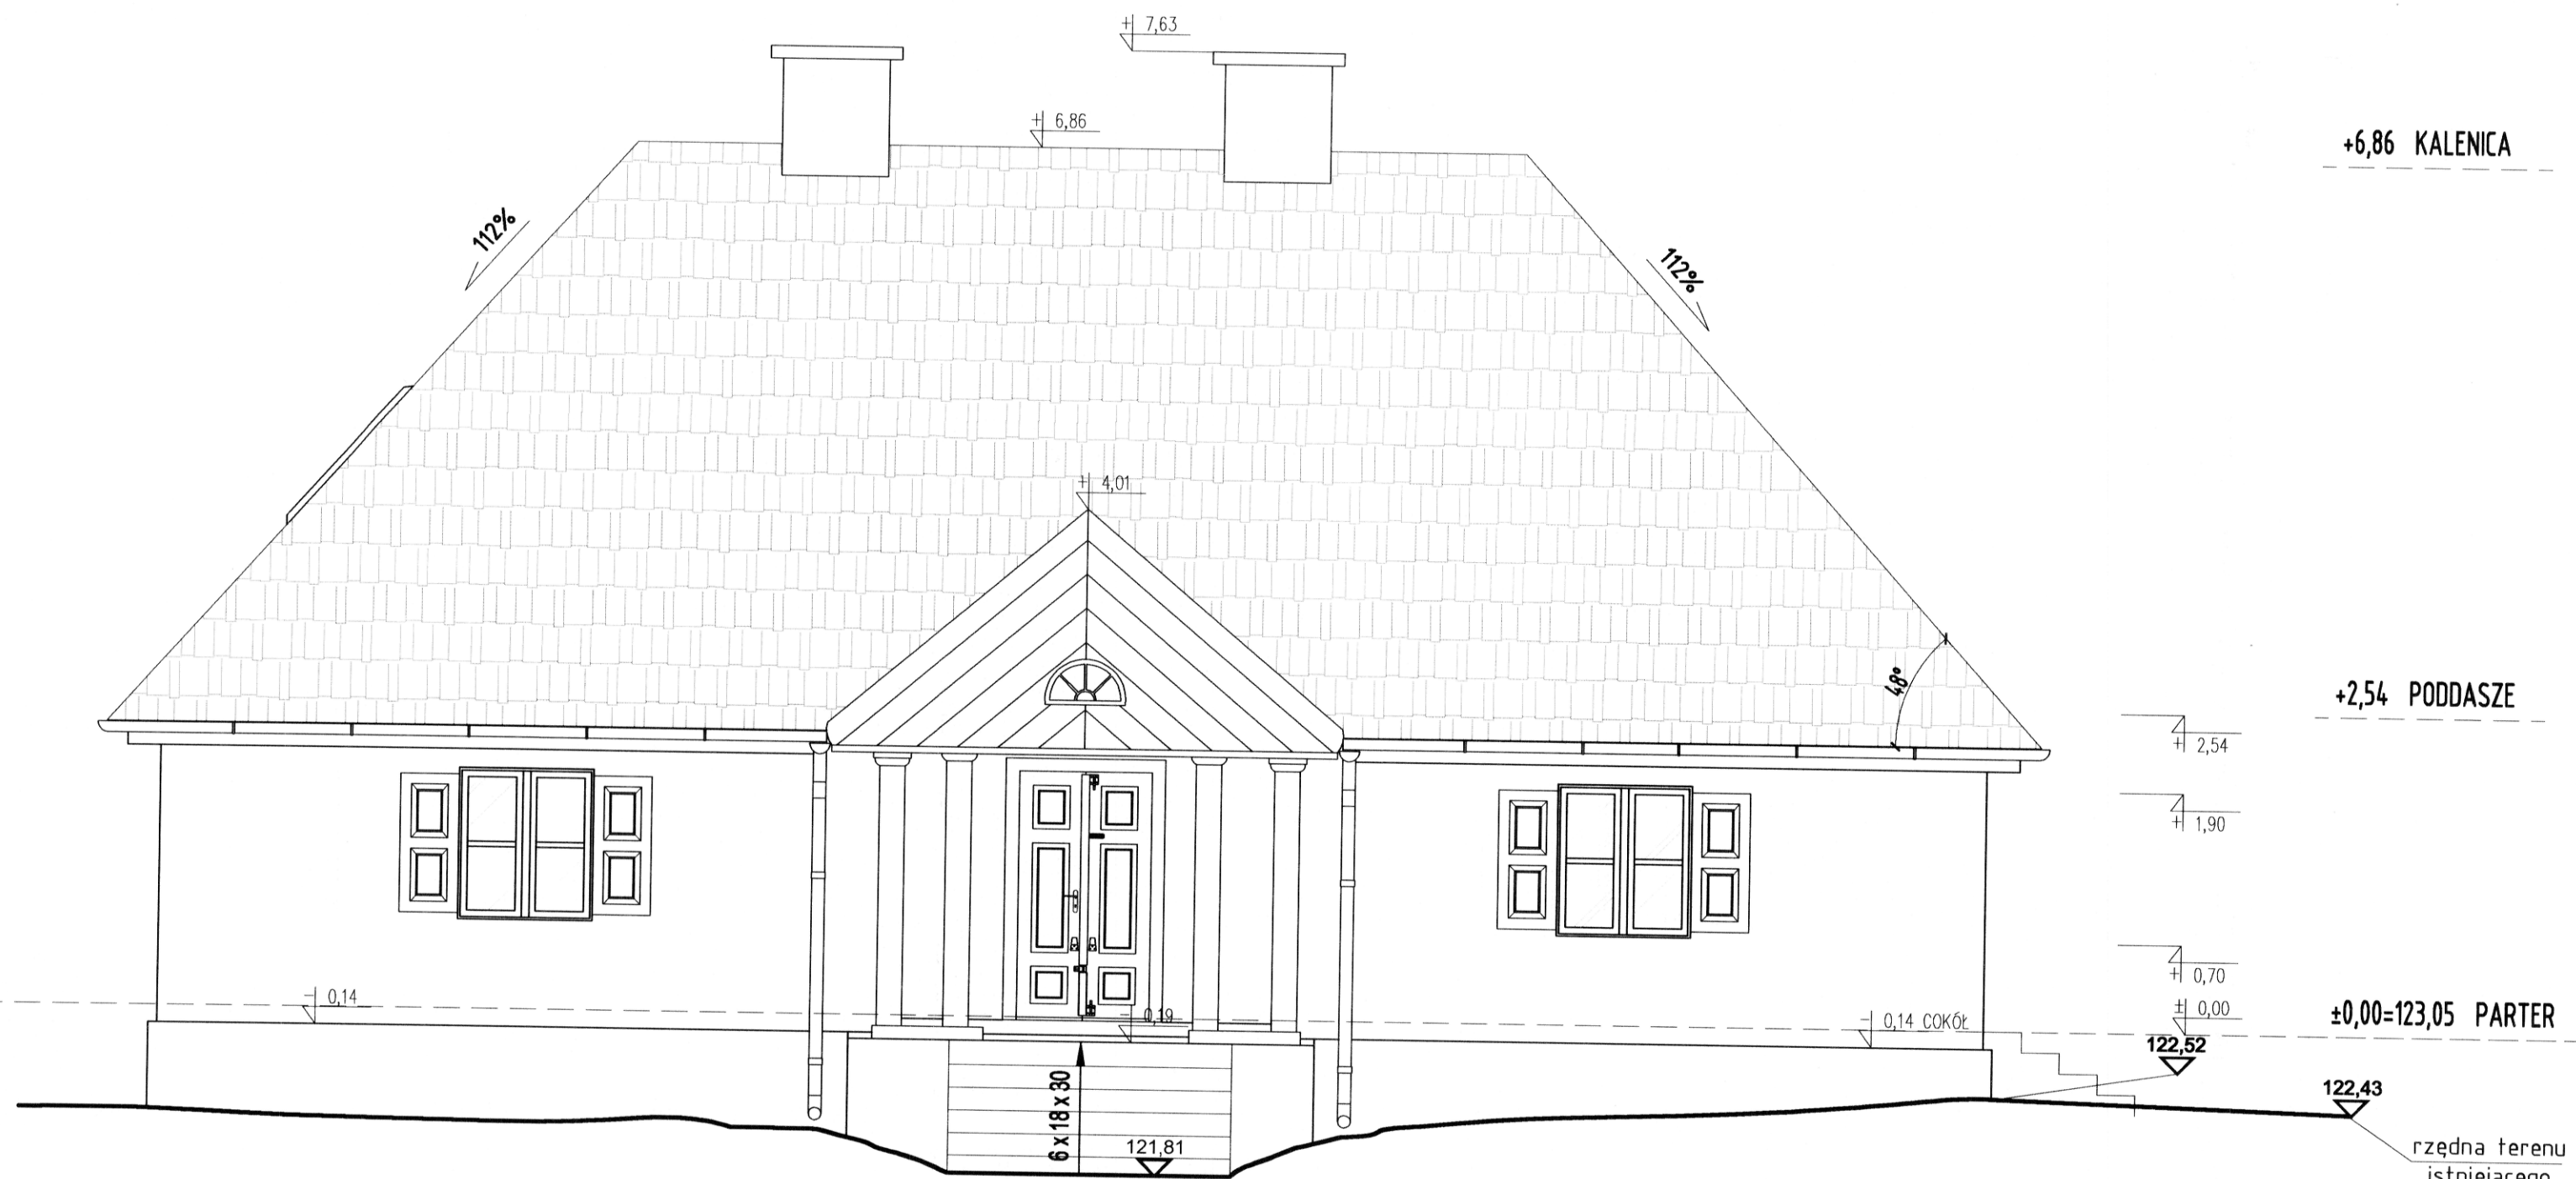 + 7,63
+ 6,86
+6,86 KALENICA
112%
112%
+ 4,01
48°
+2,54 PODDASZE
+ 2,54
+ 1,90
+ 0,70
- 0,14
- 0,19
± 0,00
±0,00=123,05 PARTER
- 0,14 COKÓŁ
122,52
6 x 18 x 30
122,43
121,81
rzędna terenu
istniejącego